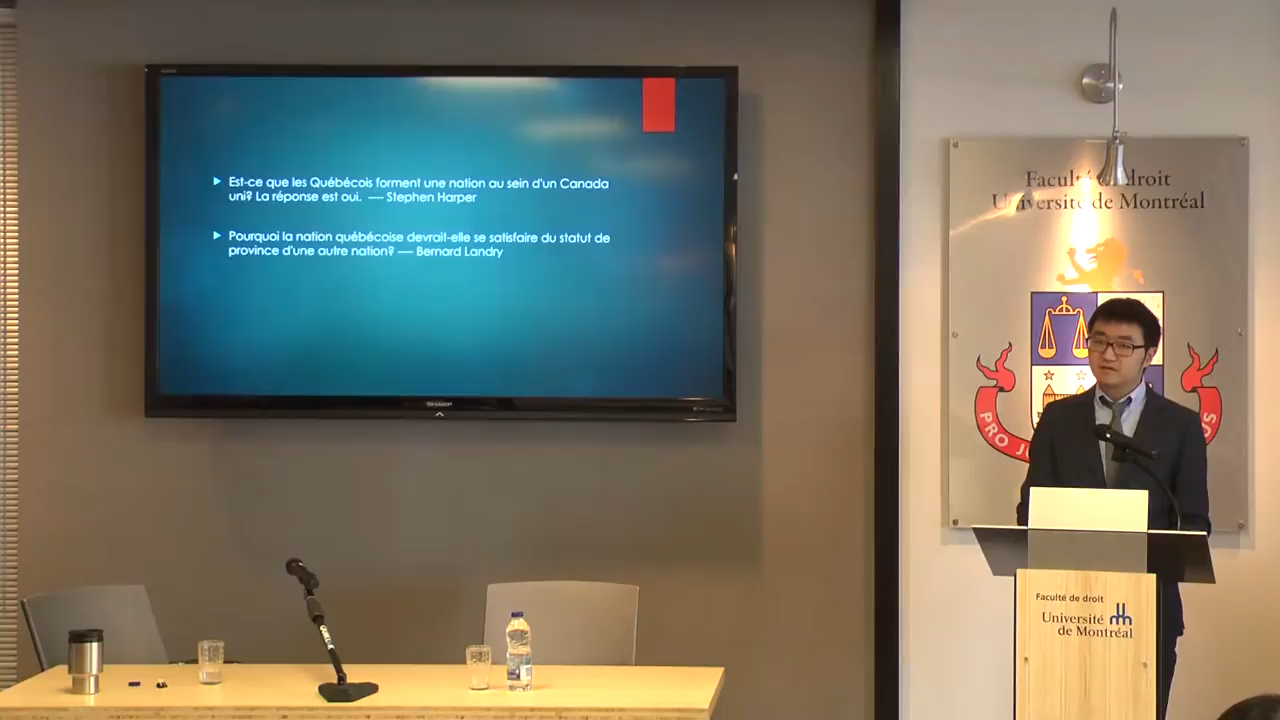 Est-ce que les Québécois forment une nation au sein d'un Canada
uni? La réponse est oui. —- Stephen Harper
Pourquoi la nation québécoise devrait-elle se satisfaire du statut de
province d'une autre nation? —- Bernard Landry
SHARP
Faculté de droit
Université de Montréal
PRO
Faculté de droit
Université
de Montréal